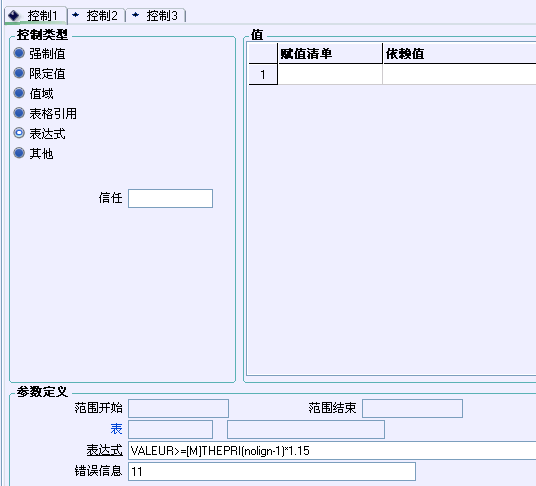 控制1 控制2 控制3
控制类型
强制值
限定值
值域
表格引用
表达式
其他
信任
值
赋值清单 依赖值
1
参数定义
范围开始 范围结束
表
表达式 VALEUR>=[M]THEPRI(nolign-1)*1.15
错误信息 11